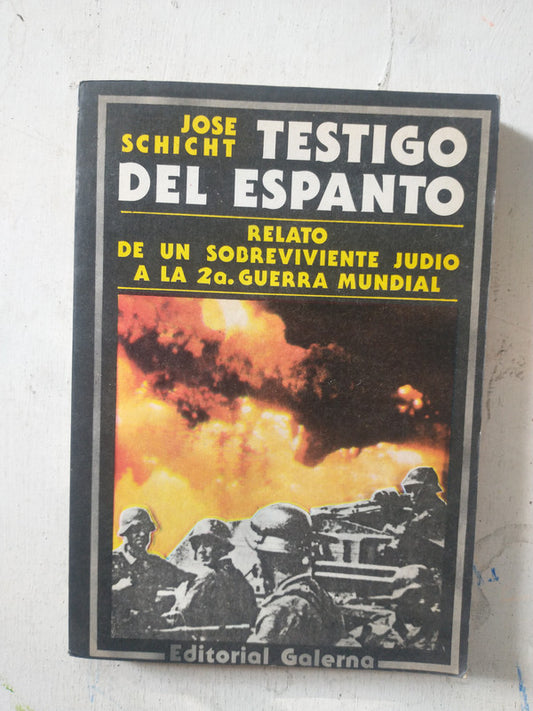 JOSE
SCHICHT
TESTIGO
DEL ESPANTO
RELATO
DE UN SOBREVIVIENTE JUDIO
A LA 2a. GUERRA MUNDIAL
Editorial Galerna